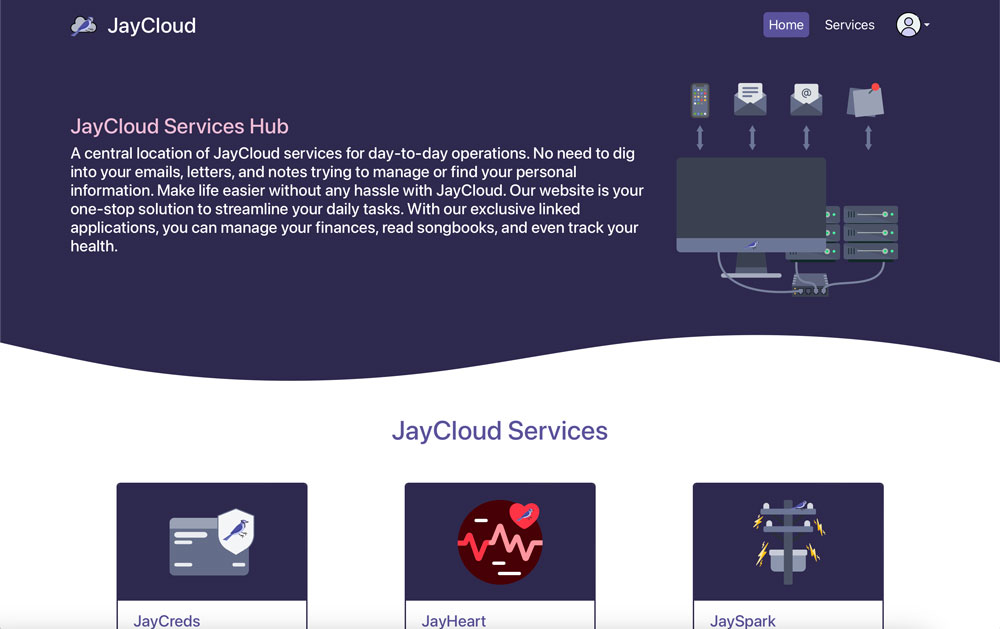 JayCloud
Home
Services
JayCloud Services Hub
A central location of JayCloud services for day-to-day operations. No need to dig
into your emails, letters, and notes trying to manage or find your personal
information. Make life easier without any hassle with JayCloud. Our website is your
one-stop solution to streamline your daily tasks. With our exclusive linked
applications, you can manage your finances, read songbooks, and even track your
health.
@
JayCloud Services
JayCreds
JayHeart
JaySpark